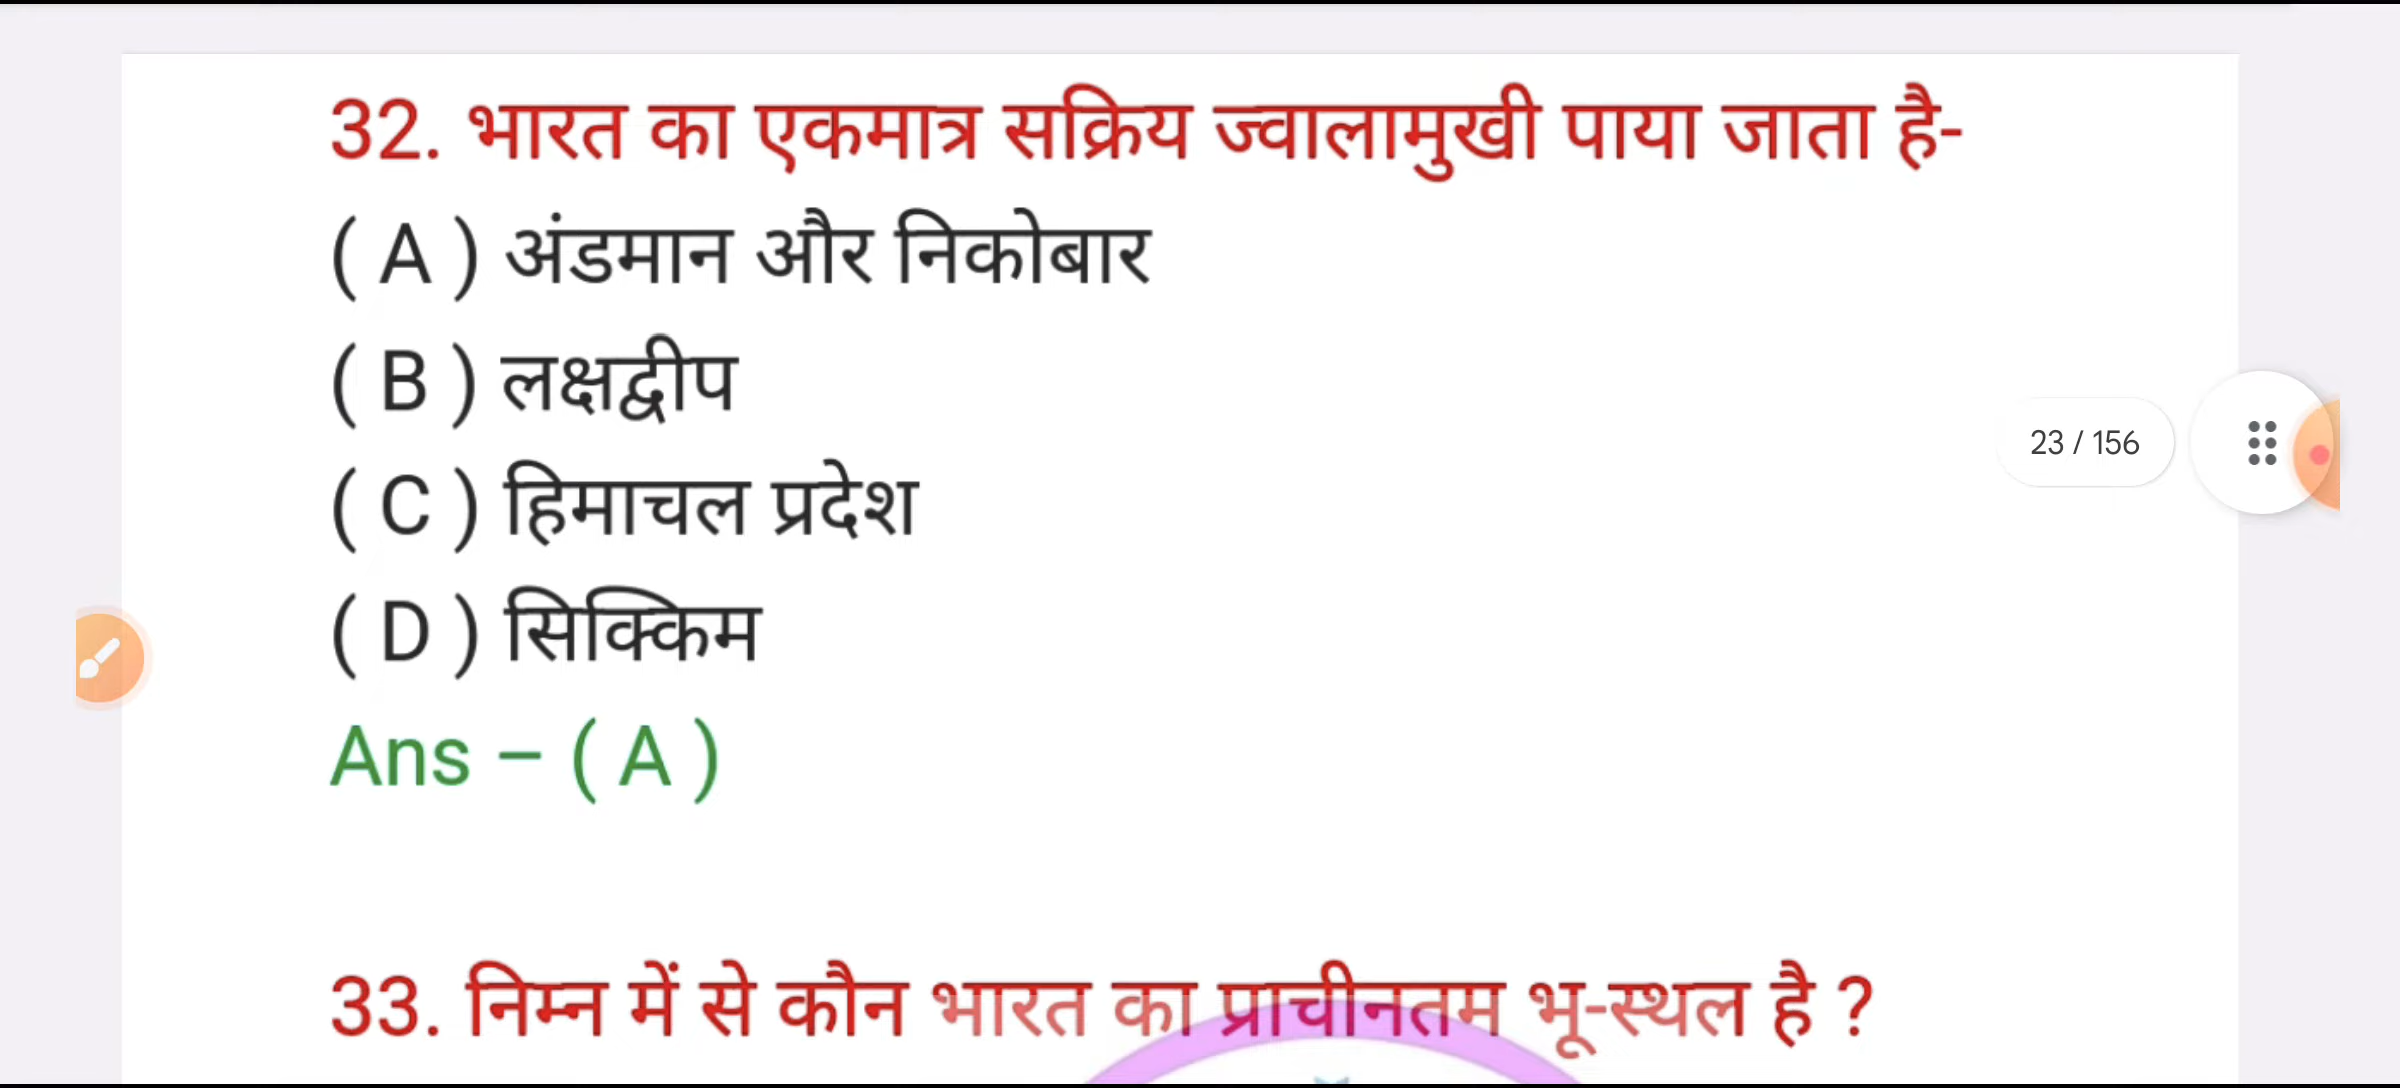 32. भारत का एकमात्र सक्रिय ज्वालामुखी पाया जाता है-
( A ) अंडमान और निकोबार
( B ) लक्षद्वीप
( C ) हिमाचल प्रदेश
( D ) सिक्किम
Ans – ( A )
23 / 156
33. निम्न में से कौन भारत का प्राचीनतम भू-स्थल है ?